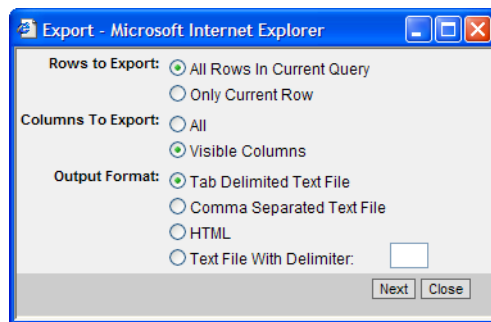 Export - Microsoft Internet Explorer
Rows to Export: All Rows In Current Query
Only Current Row
Columns To Export: All
Visible Columns
Output Format: Tab Delimited Text File
Comma Separated Text File
HTML
Text File With Delimiter:
Next Close